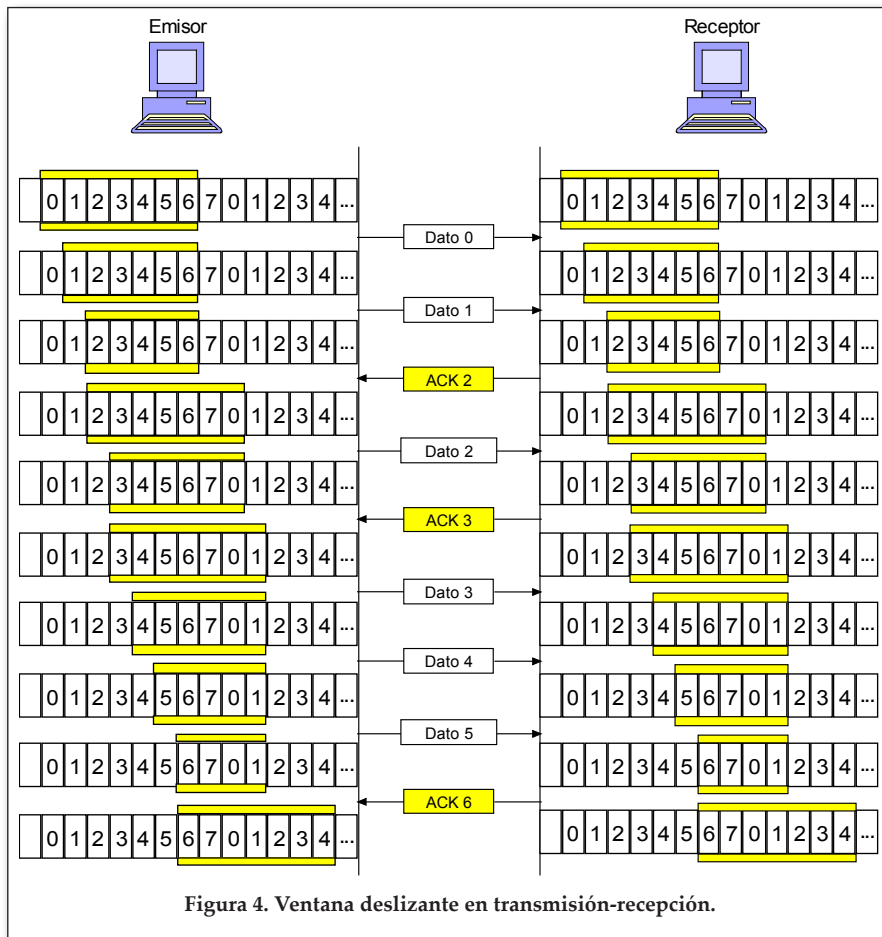 Emisor Receptor
0 1 2 3 4 5 6 7 0 1 2 3 4 ... 0 1 2 3 4 5 6 7 0 1 2 3 4 ...
Dato 0
0 1 2 3 4 5 6 7 0 1 2 3 4 ... 0 1 2 3 4 5 6 7 0 1 2 3 4 ...
Dato 1
0 1 2 3 4 5 6 7 0 1 2 3 4 ... 0 1 2 3 4 5 6 7 0 1 2 3 4 ...
ACK 2
0 1 2 3 4 5 6 7 0 1 2 3 4 ... 0 1 2 3 4 5 6 7 0 1 2 3 4 ...
Dato 2
0 1 2 3 4 5 6 7 0 1 2 3 4 ... 0 1 2 3 4 5 6 7 0 1 2 3 4 ...
ACK 3
0 1 2 3 4 5 6 7 0 1 2 3 4 ... 0 1 2 3 4 5 6 7 0 1 2 3 4 ...
Dato 3
0 1 2 3 4 5 6 7 0 1 2 3 4 ... 0 1 2 3 4 5 6 7 0 1 2 3 4 ...
Dato 4
0 1 2 3 4 5 6 7 0 1 2 3 4 ... 0 1 2 3 4 5 6 7 0 1 2 3 4 ...
Dato 5
0 1 2 3 4 5 6 7 0 1 2 3 4 ... 0 1 2 3 4 5 6 7 0 1 2 3 4 ...
ACK 6
0 1 2 3 4 5 6 7 0 1 2 3 4 ... 0 1 2 3 4 5 6 7 0 1 2 3 4 ...
Figura 4. Ventana deslizante en transmisión-recepción.